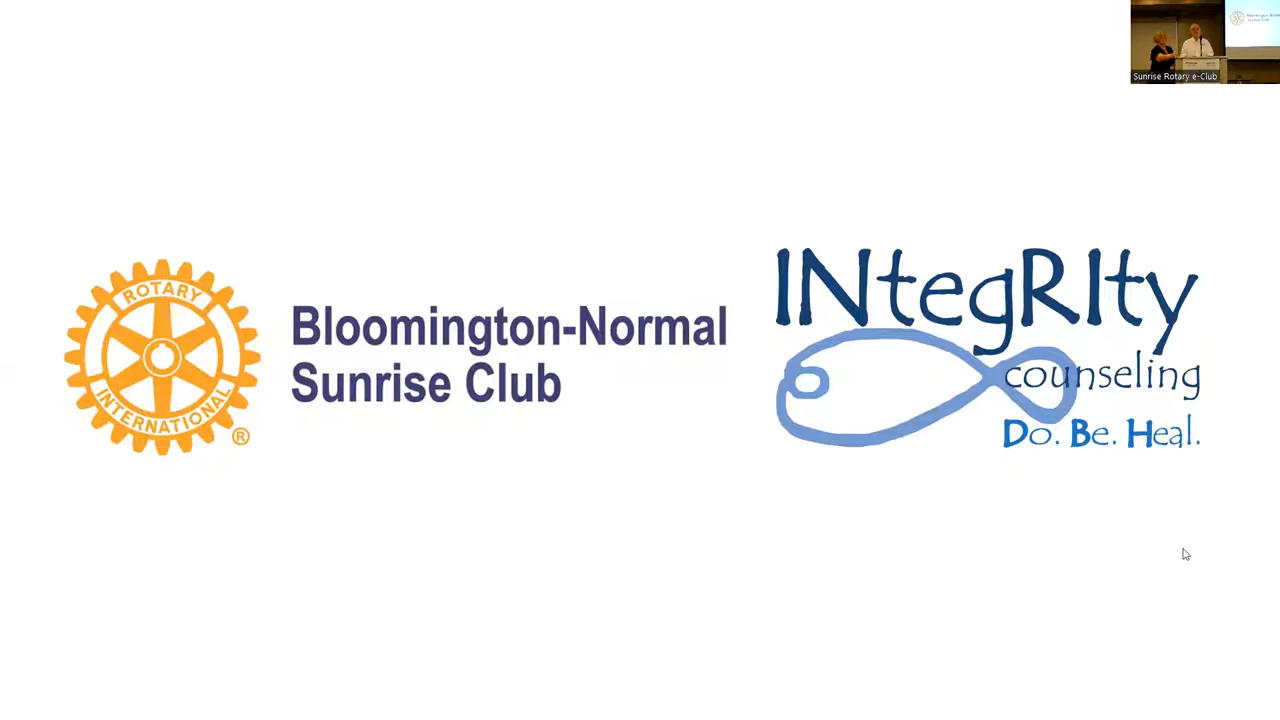 Sunrise Rotary e-Club
ROTARY
INTERNATIONAL
®
Bloomington-Normal
Sunrise Club
INtegRIty
counseling
Do. Be. Heal.